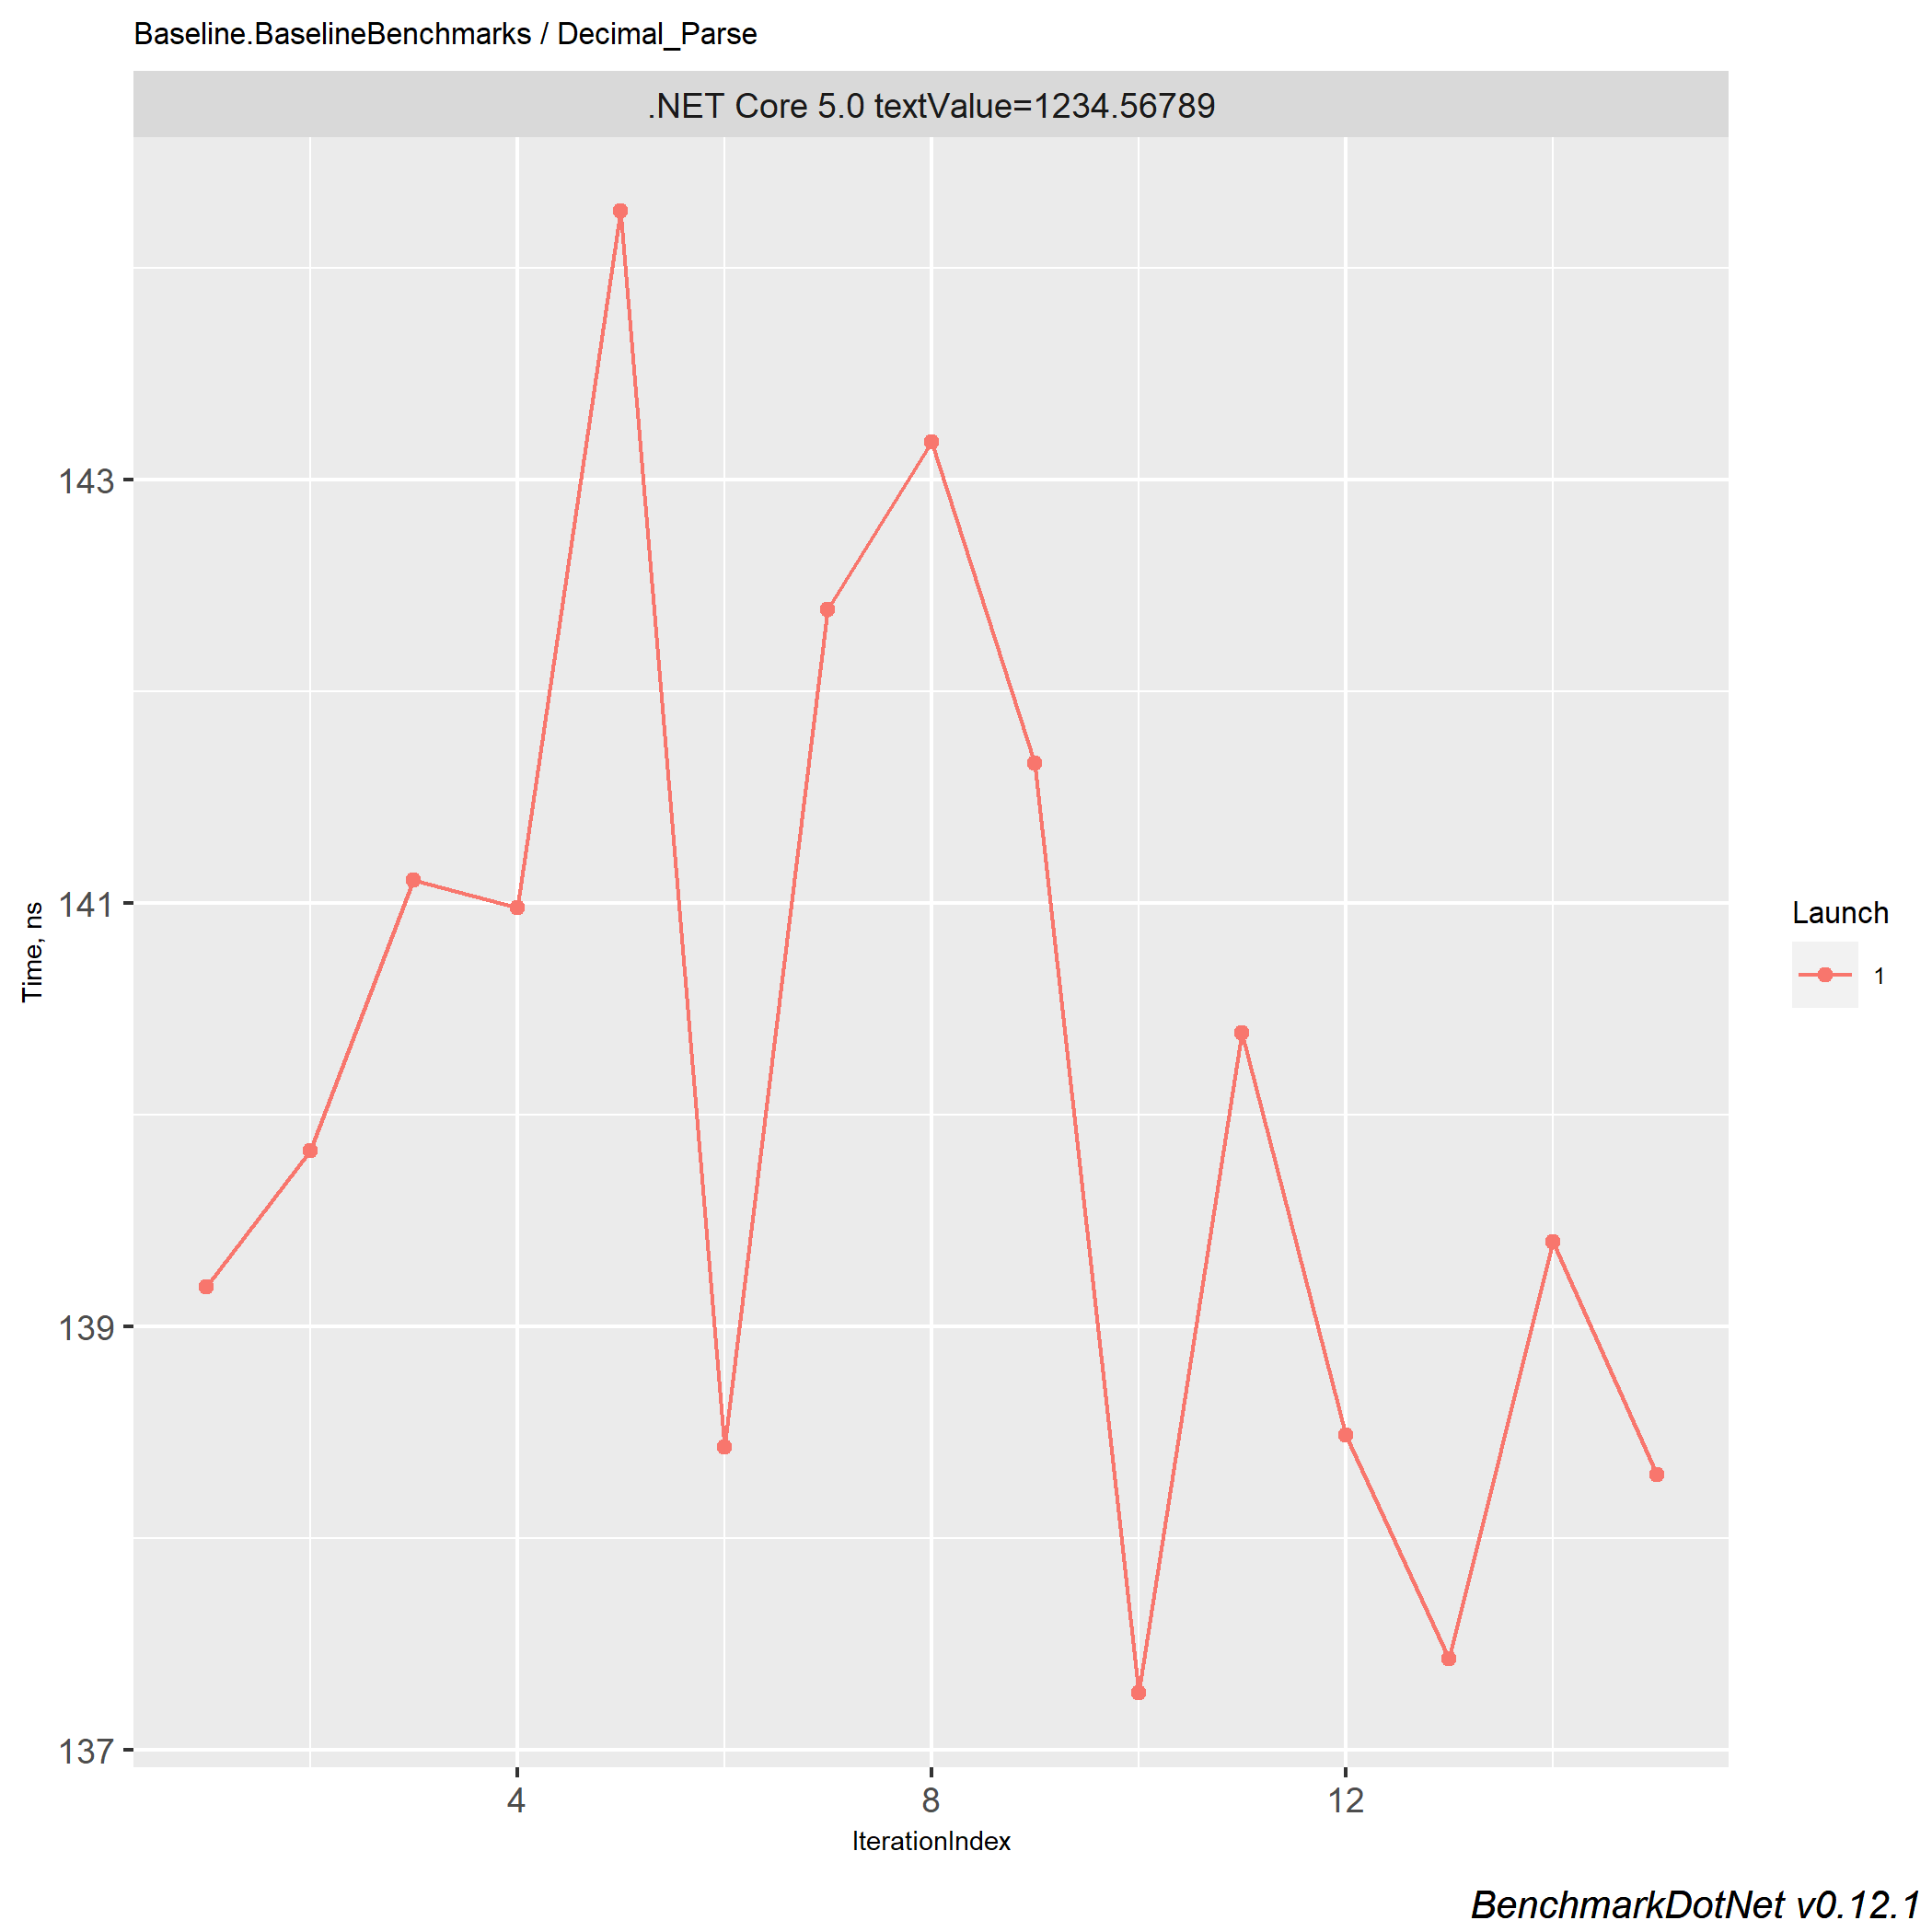 Baseline.BaselineBenchmarks / Decimal_Parse
.NET Core 5.0 textValue=1234.56789
143
141
139
137
Time, ns
4 8 12
IterationIndex
Launch
1
BenchmarkDotNet v0.12.1